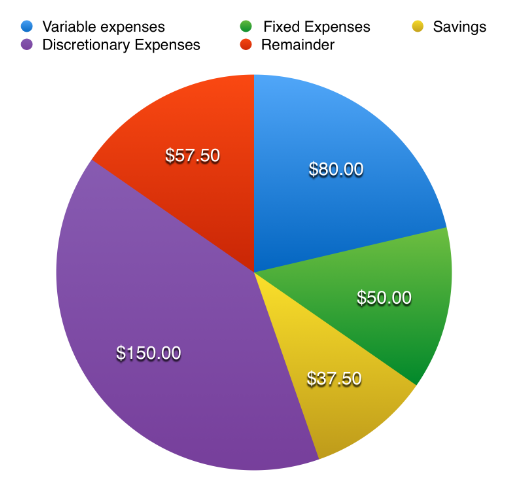 Variable expenses Fixed Expenses Savings
Discretionary Expenses Remainder
$57.50
$80.00
$50.00
$150.00
$37.50